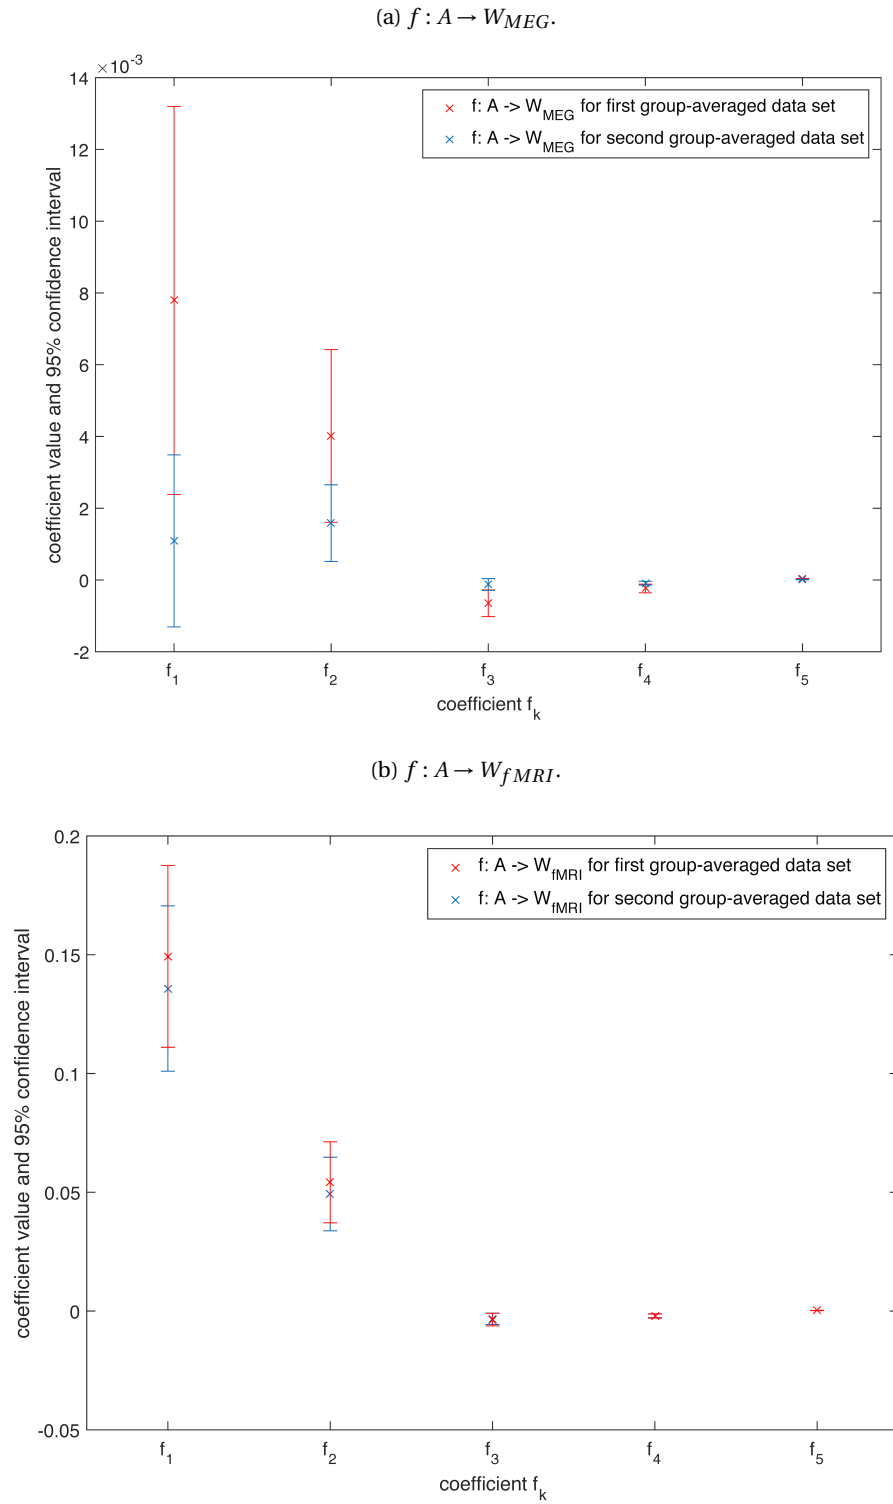 (a) f : A → W_MEG.
×10^-3
14
12
10
8
6
4
2
0
-2
coefficient value and 95% confidence interval
f: A -> W_MEG for first group-averaged data set
f: A -> W_MEG for second group-averaged data set
f_1 f_2 f_3 f_4 f_5
coefficient f_k
(b) f : A → W_fMRI.
0.2
0.15
0.1
0.05
0
-0.05
coefficient value and 95% confidence interval
f: A -> W_fMRI for first group-averaged data set
f: A -> W_fMRI for second group-averaged data set
f_1 f_2 f_3 f_4 f_5
coefficient f_k